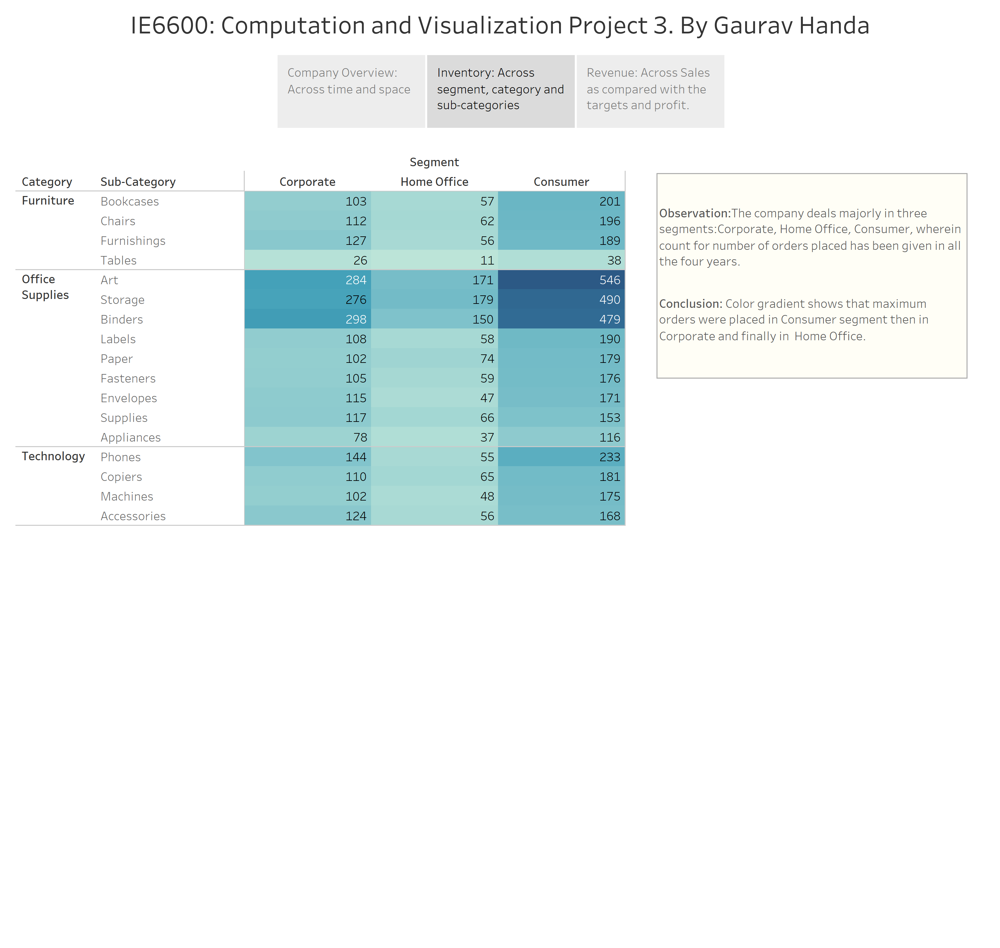 IE6600: Computation and Visualization Project 3. By Gaurav Handa
Company Overview:
Across time and space
Inventory: Across
segment, category and
sub-categories
Revenue: Across Sales
as compared with the
targets and profit.
Segment
Category Sub-Category Corporate Home Office Consumer
Furniture Bookcases 103 57 201
Chairs 112 62 196
Furnishings 127 56 189
Tables 26 11 38
Office
Supplies
Art 284 171 546
Storage 276 179 490
Binders 298 150 479
Labels 108 58 190
Paper 102 74 179
Fasteners 105 59 176
Envelopes 115 47 171
Supplies 117 66 153
Appliances 78 37 116
Technology Phones 144 55 233
Copiers 110 65 181
Machines 102 48 175
Accessories 124 56 168
Observation:The company deals majorly in three
segments:Corporate, Home Office, Consumer, wherein
count for number of orders placed has been given in all
the four years.
Conclusion: Color gradient shows that maximum
orders were placed in Consumer segment then in
Corporate and finally in  Home Office.